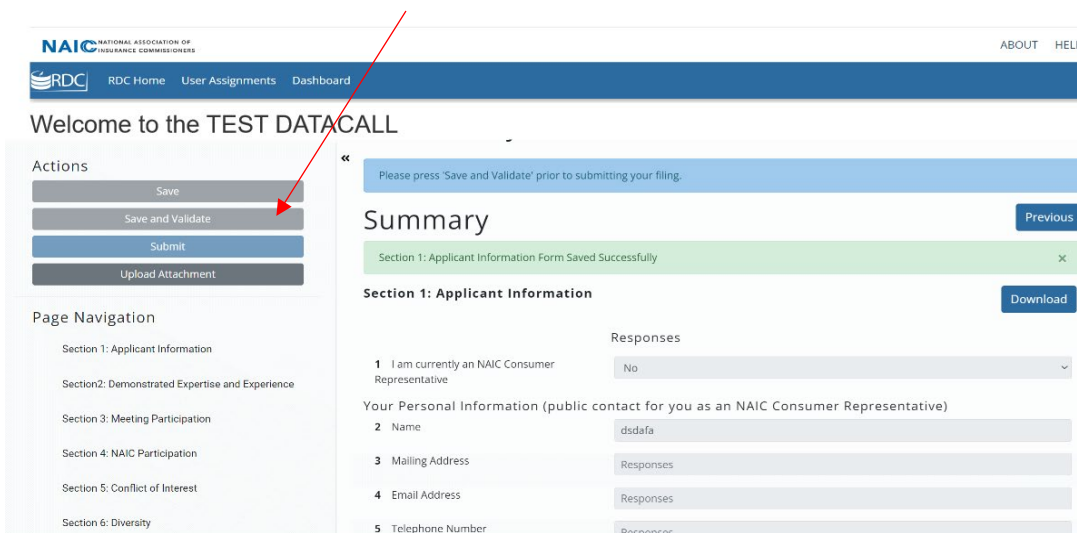 NAIC NATIONAL ASSOCIATION OF
INSURANCE COMMISSIONERS
ABOUT HELP
RDC RDC Home User Assignments Dashboard
Welcome to the TEST DATACALL
Actions
Save
Save and Validate
Submit
Upload Attachment
Page Navigation
Section 1: Applicant Information
Section2: Demonstrated Expertise and Experience
Section 3: Meeting Participation
Section 4: NAIC Participation
Section 5: Conflict of Interest
Section 6: Diversity
«
Please press 'Save and Validate' prior to submitting your filing.
Summary
Previous
Section 1: Applicant Information Form Saved Successfully ×
Section 1: Applicant Information
Download
Responses
1 I am currently an NAIC Consumer
Representative
No
Your Personal Information (public contact for you as an NAIC Consumer Representative)
2 Name dsdafa
3 Mailing Address Responses
4 Email Address Responses
5 Telephone Number Responses